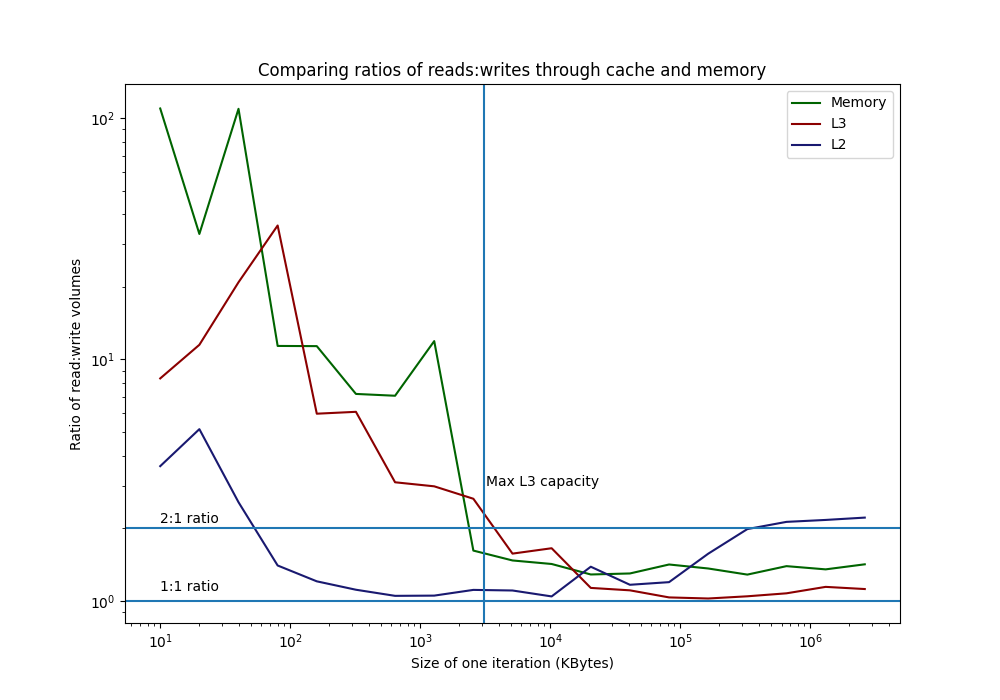 Comparing ratios of reads:writes through cache and memory
Memory
L3
L2
10²
10¹
10⁰
Ratio of read:write volumes
Max L3 capacity
2:1 ratio
1:1 ratio
10¹ 10² 10³ 10⁴ 10⁵ 10⁶
Size of one iteration (KBytes)